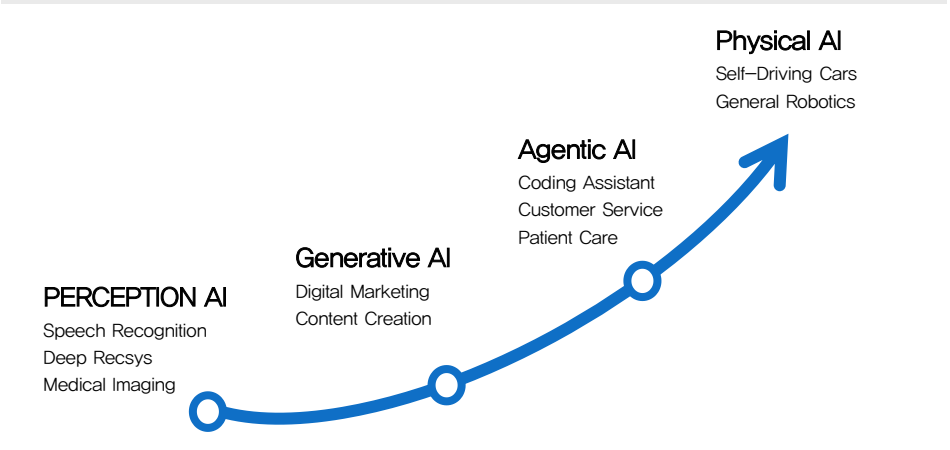 Physical AI
Self-Driving Cars
General Robotics
Agentic AI
Coding Assistant
Customer Service
Patient Care
Generative AI
Digital Marketing
Content Creation
PERCEPTION AI
Speech Recognition
Deep Recsys
Medical Imaging